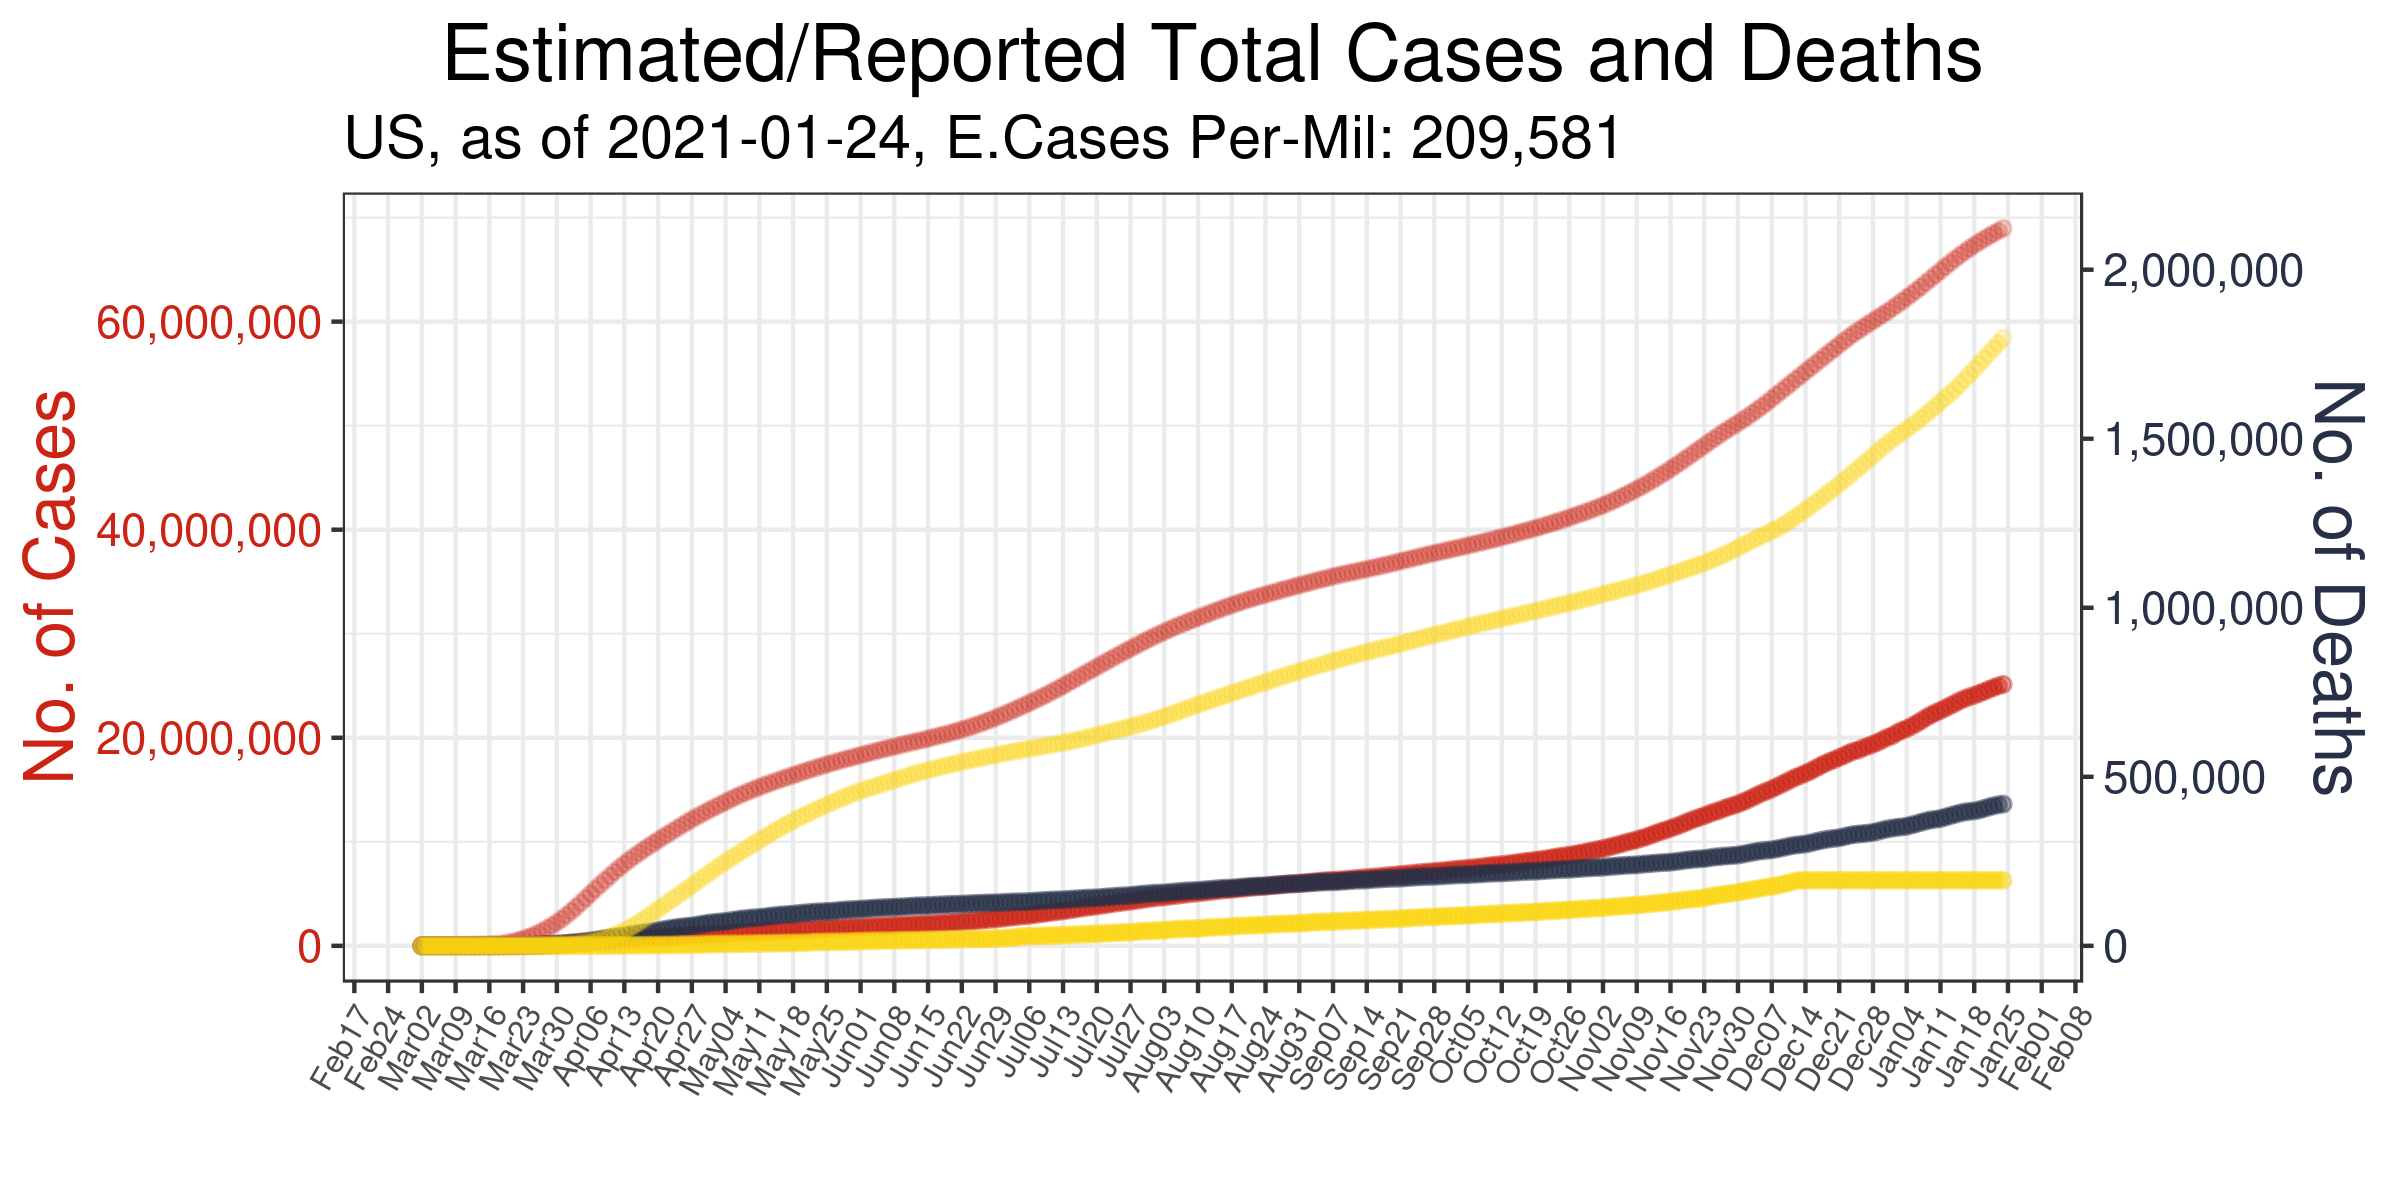 Estimated/Reported Total Cases and Deaths
US, as of 2021-01-24, E.Cases Per-Mil: 209,581
No. of Cases
60,000,000
40,000,000
20,000,000
0
2,000,000
1,500,000
1,000,000
500,000
0
No. of Deaths
Feb17
Feb24
Mar02
Mar09
Mar16
Mar23
Mar30
Apr06
Apr13
Apr20
Apr27
May04
May11
May18
May25
Jun01
Jun08
Jun15
Jun22
Jun29
Jul06
Jul13
Jul20
Jul27
Aug03
Aug10
Aug17
Aug24
Aug31
Sep07
Sep14
Sep21
Sep28
Oct05
Oct12
Oct19
Oct26
Nov02
Nov09
Nov16
Nov23
Nov30
Dec07
Dec14
Dec21
Dec28
Jan04
Jan11
Jan18
Jan25
Feb01
Feb08